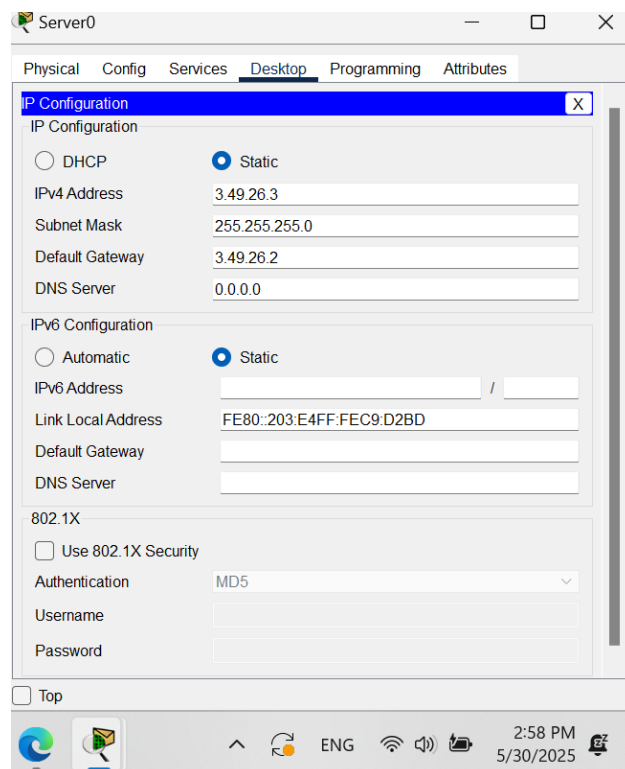 Server0
Physical Config Services Desktop Programming Attributes
IP Configuration X
IP Configuration
DHCP Static
IPv4 Address 3.49.26.3
Subnet Mask 255.255.255.0
Default Gateway 3.49.26.2
DNS Server 0.0.0.0
IPv6 Configuration
Automatic Static
IPv6 Address /
Link Local Address FE80::203:E4FF:FEC9:D2BD
Default Gateway
DNS Server
802.1X
Use 802.1X Security
Authentication MD5
Username
Password
Top
ENG 2:58 PM
5/30/2025